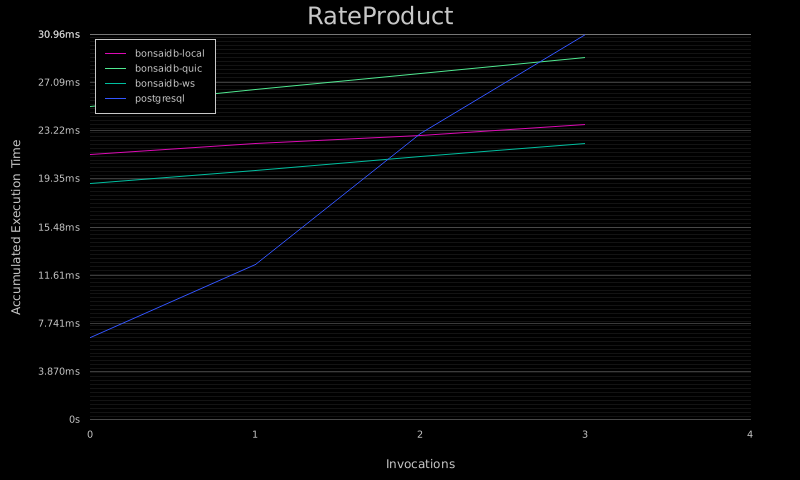 RateProduct
30.96ms
bonsaidb-local
bonsaidb-quic
bonsaidb-ws
postgresql
27.09ms
23.22ms
19.35ms
15.48ms
11.61ms
7.741ms
3.870ms
0s
Accumulated Execution Time
0 1 2 3 4
Invocations